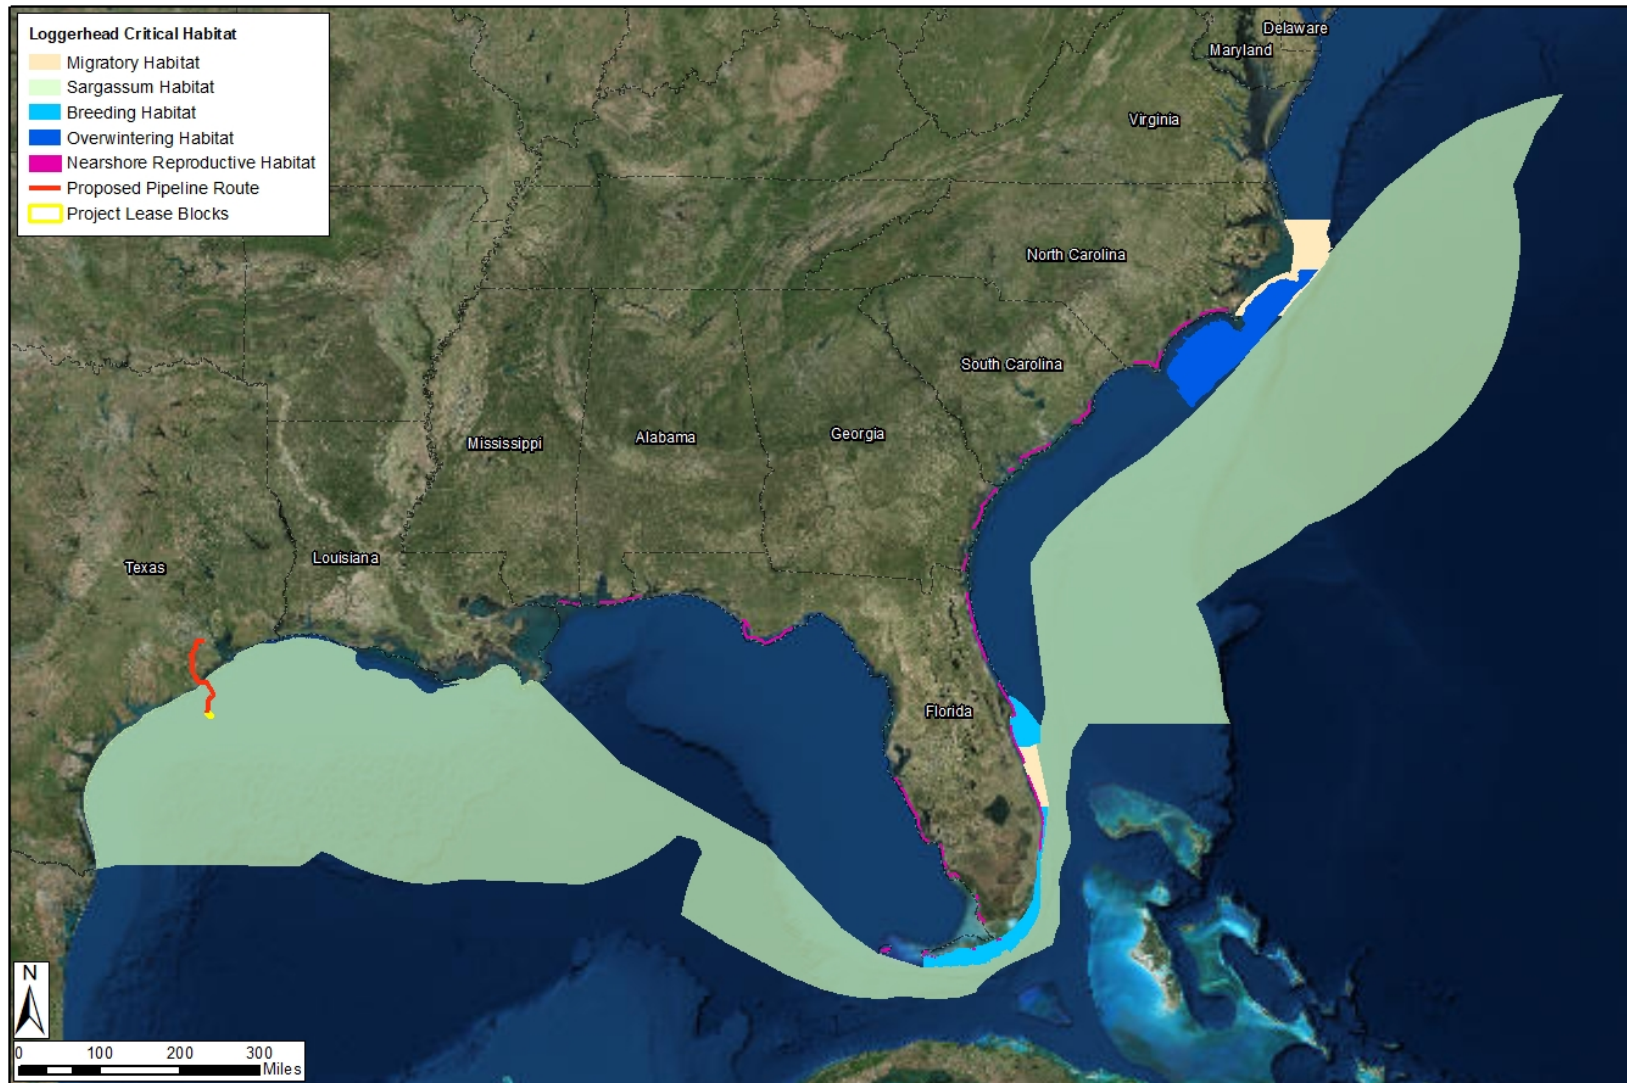 Loggerhead Critical Habitat
Migratory Habitat
Sargassum Habitat
Breeding Habitat
Overwintering Habitat
Nearshore Reproductive Habitat
Proposed Pipeline Route
Project Lease Blocks
Delaware
Maryland
Virginia
North Carolina
South Carolina
Mississippi
Alabama
Georgia
Texas
Louisiana
Florida
N
0 100 200 300
Miles